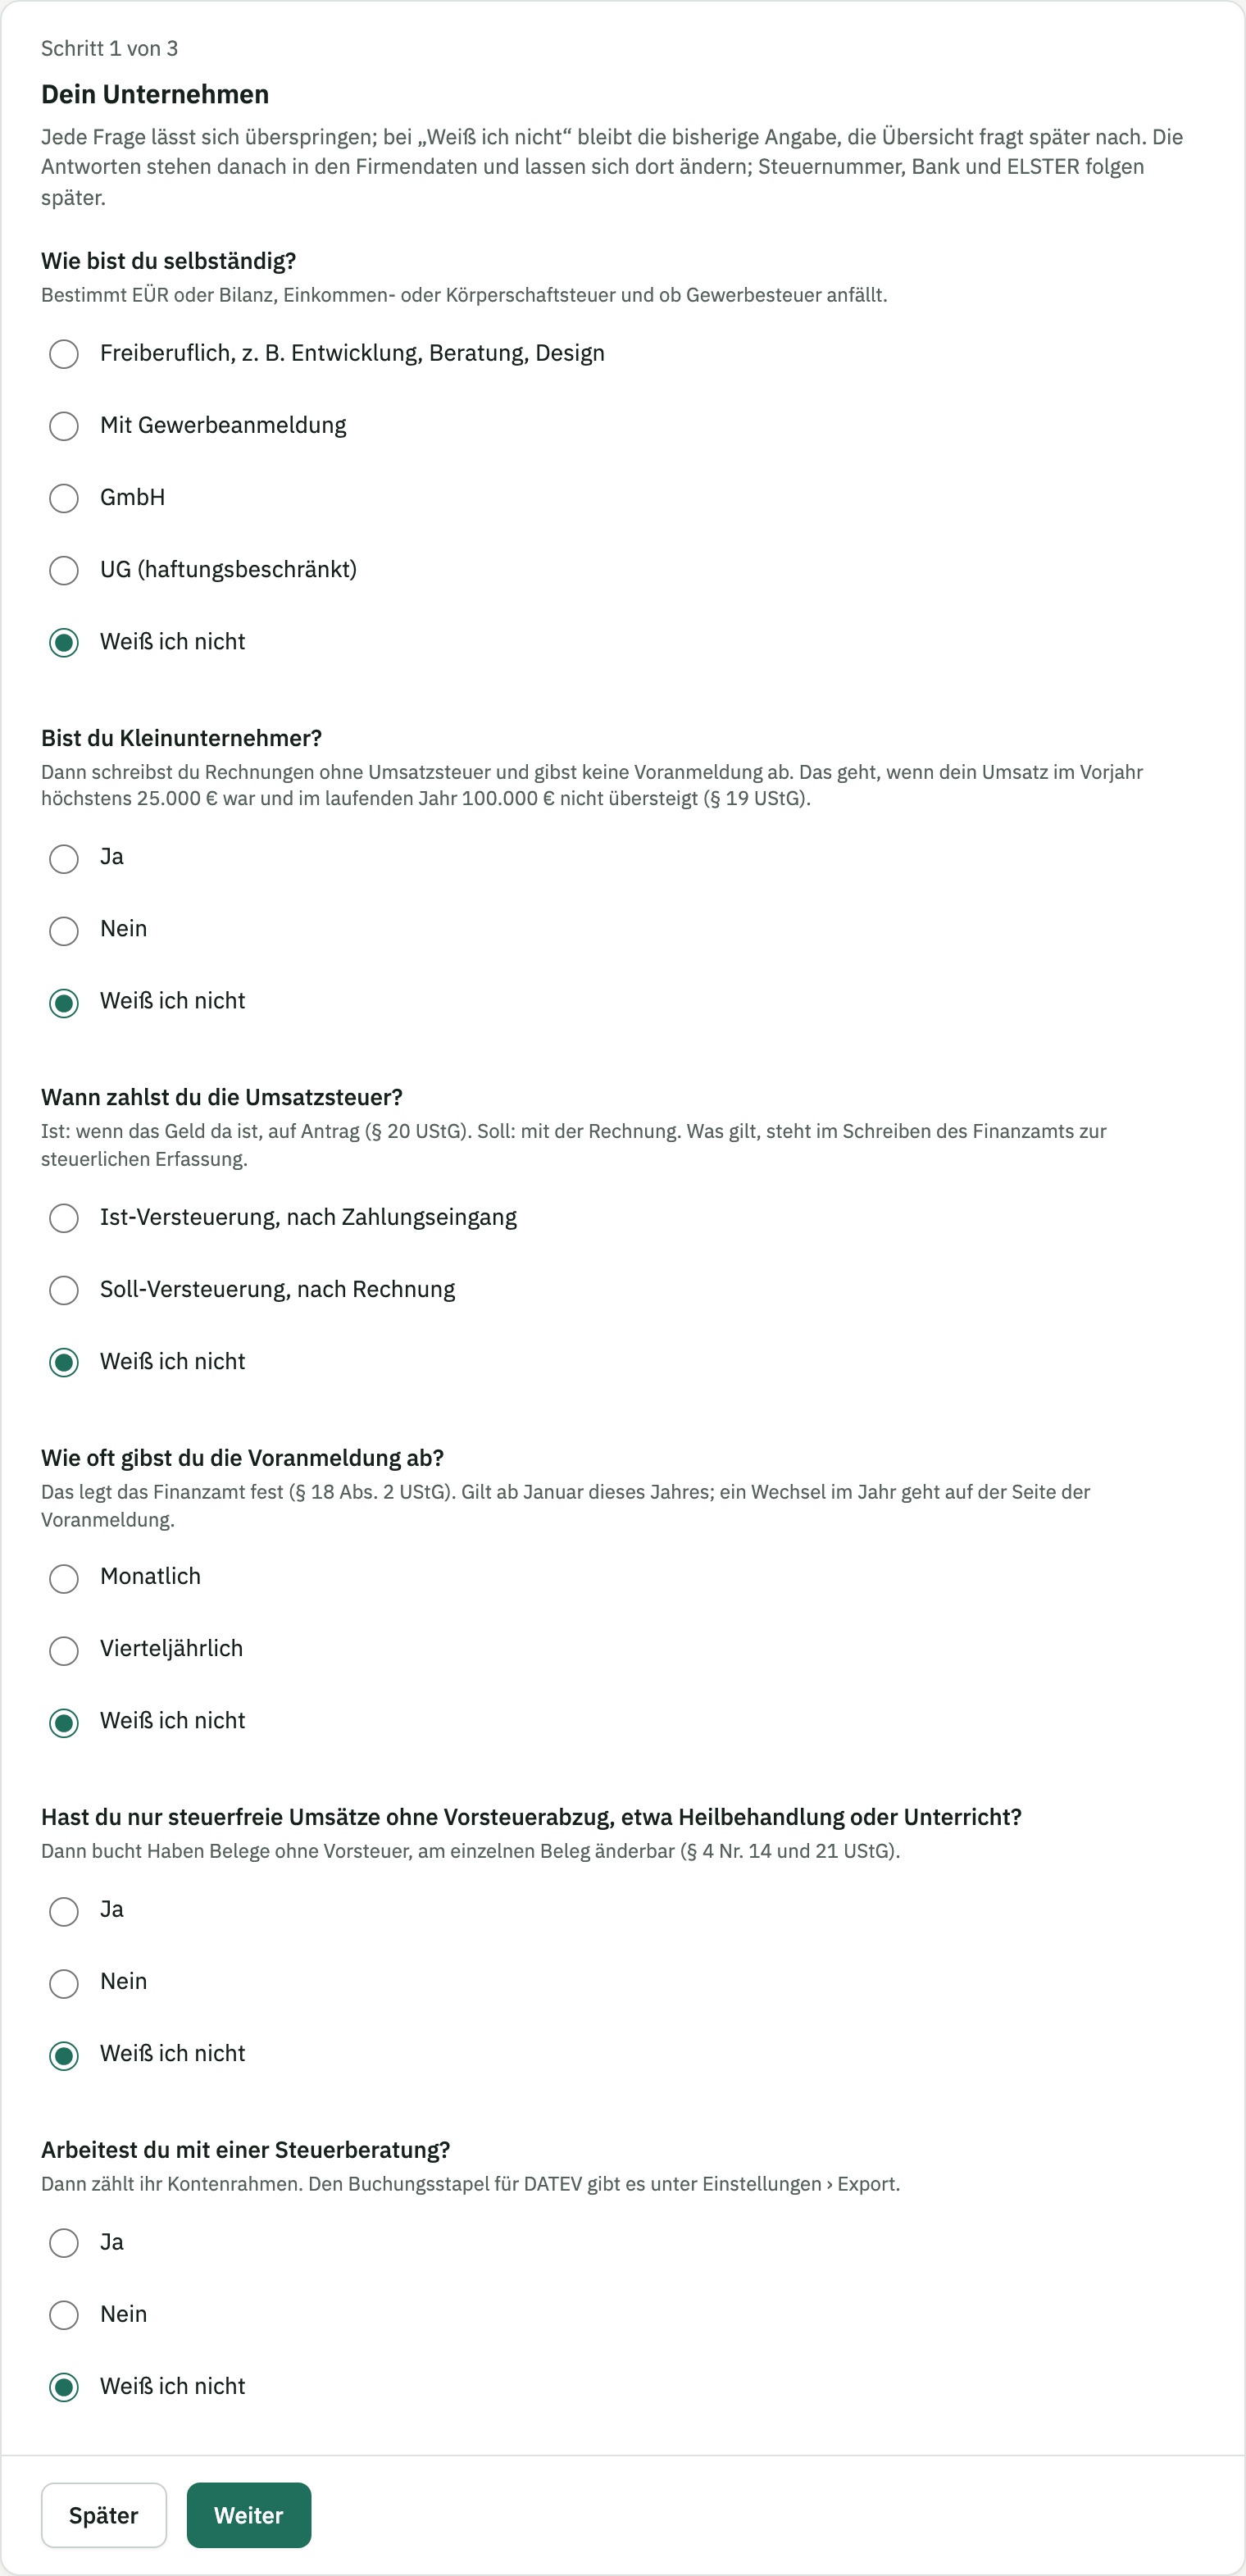 Schritt 1 von 3
Dein Unternehmen
Jede Frage lässt sich überspringen; bei „Weiß ich nicht“ bleibt die bisherige Angabe, die Übersicht fragt später nach. Die
Antworten stehen danach in den Firmendaten und lassen sich dort ändern; Steuernummer, Bank und ELSTER folgen
später.
Wie bist du selbständig?
Bestimmt EÜR oder Bilanz, Einkommen- oder Körperschaftsteuer und ob Gewerbesteuer anfällt.
Freiberuflich, z. B. Entwicklung, Beratung, Design
Mit Gewerbeanmeldung
GmbH
UG (haftungsbeschränkt)
Weiß ich nicht
Bist du Kleinunternehmer?
Dann schreibst du Rechnungen ohne Umsatzsteuer und gibst keine Voranmeldung ab. Das geht, wenn dein Umsatz im Vorjahr
höchstens 25.000 € war und im laufenden Jahr 100.000 € nicht übersteigt (§ 19 UStG).
Ja
Nein
Weiß ich nicht
Wann zahlst du die Umsatzsteuer?
Ist: wenn das Geld da ist, auf Antrag (§ 20 UStG). Soll: mit der Rechnung. Was gilt, steht im Schreiben des Finanzamts zur
steuerlichen Erfassung.
Ist-Versteuerung, nach Zahlungseingang
Soll-Versteuerung, nach Rechnung
Weiß ich nicht
Wie oft gibst du die Voranmeldung ab?
Das legt das Finanzamt fest (§ 18 Abs. 2 UStG). Gilt ab Januar dieses Jahres; ein Wechsel im Jahr geht auf der Seite der
Voranmeldung.
Monatlich
Vierteljährlich
Weiß ich nicht
Hast du nur steuerfreie Umsätze ohne Vorsteuerabzug, etwa Heilbehandlung oder Unterricht?
Dann bucht Haben Belege ohne Vorsteuer, am einzelnen Beleg änderbar (§ 4 Nr. 14 und 21 UStG).
Ja
Nein
Weiß ich nicht
Arbeitest du mit einer Steuerberatung?
Dann zählt ihr Kontenrahmen. Den Buchungsstapel für DATEV gibt es unter Einstellungen › Export.
Ja
Nein
Weiß ich nicht
Später
Weiter